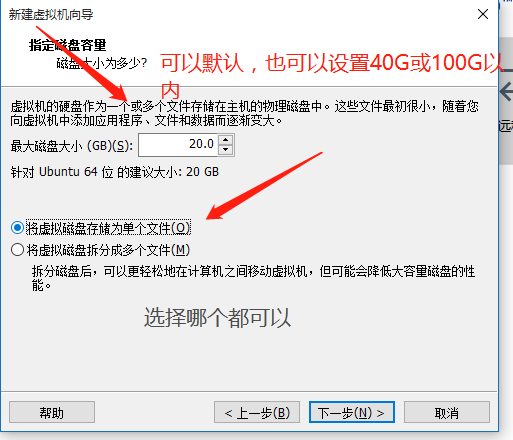 新建虚拟机向导
指定磁盘容量
磁盘大小为多少?
可以默认，也可以设置40G或100G以
内
虚拟机的硬盘作为一个或多个文件存储在主机的物理磁盘中。这些文件最初很小，随着您
向虚拟机中添加应用程序、文件和数据而逐渐变大。
最大磁盘大小 (GB)(S): 20.0
针对 Ubuntu 64 位 的建议大小: 20 GB
将虚拟磁盘存储为单个文件(O)
将虚拟磁盘拆分成多个文件(M)
拆分磁盘后，可以更轻松地在计算机之间移动虚拟机，但可能会降低大容量磁盘的性
能。
选择哪个都可以
帮助 < 上一步(B) 下一步(N) > 取消